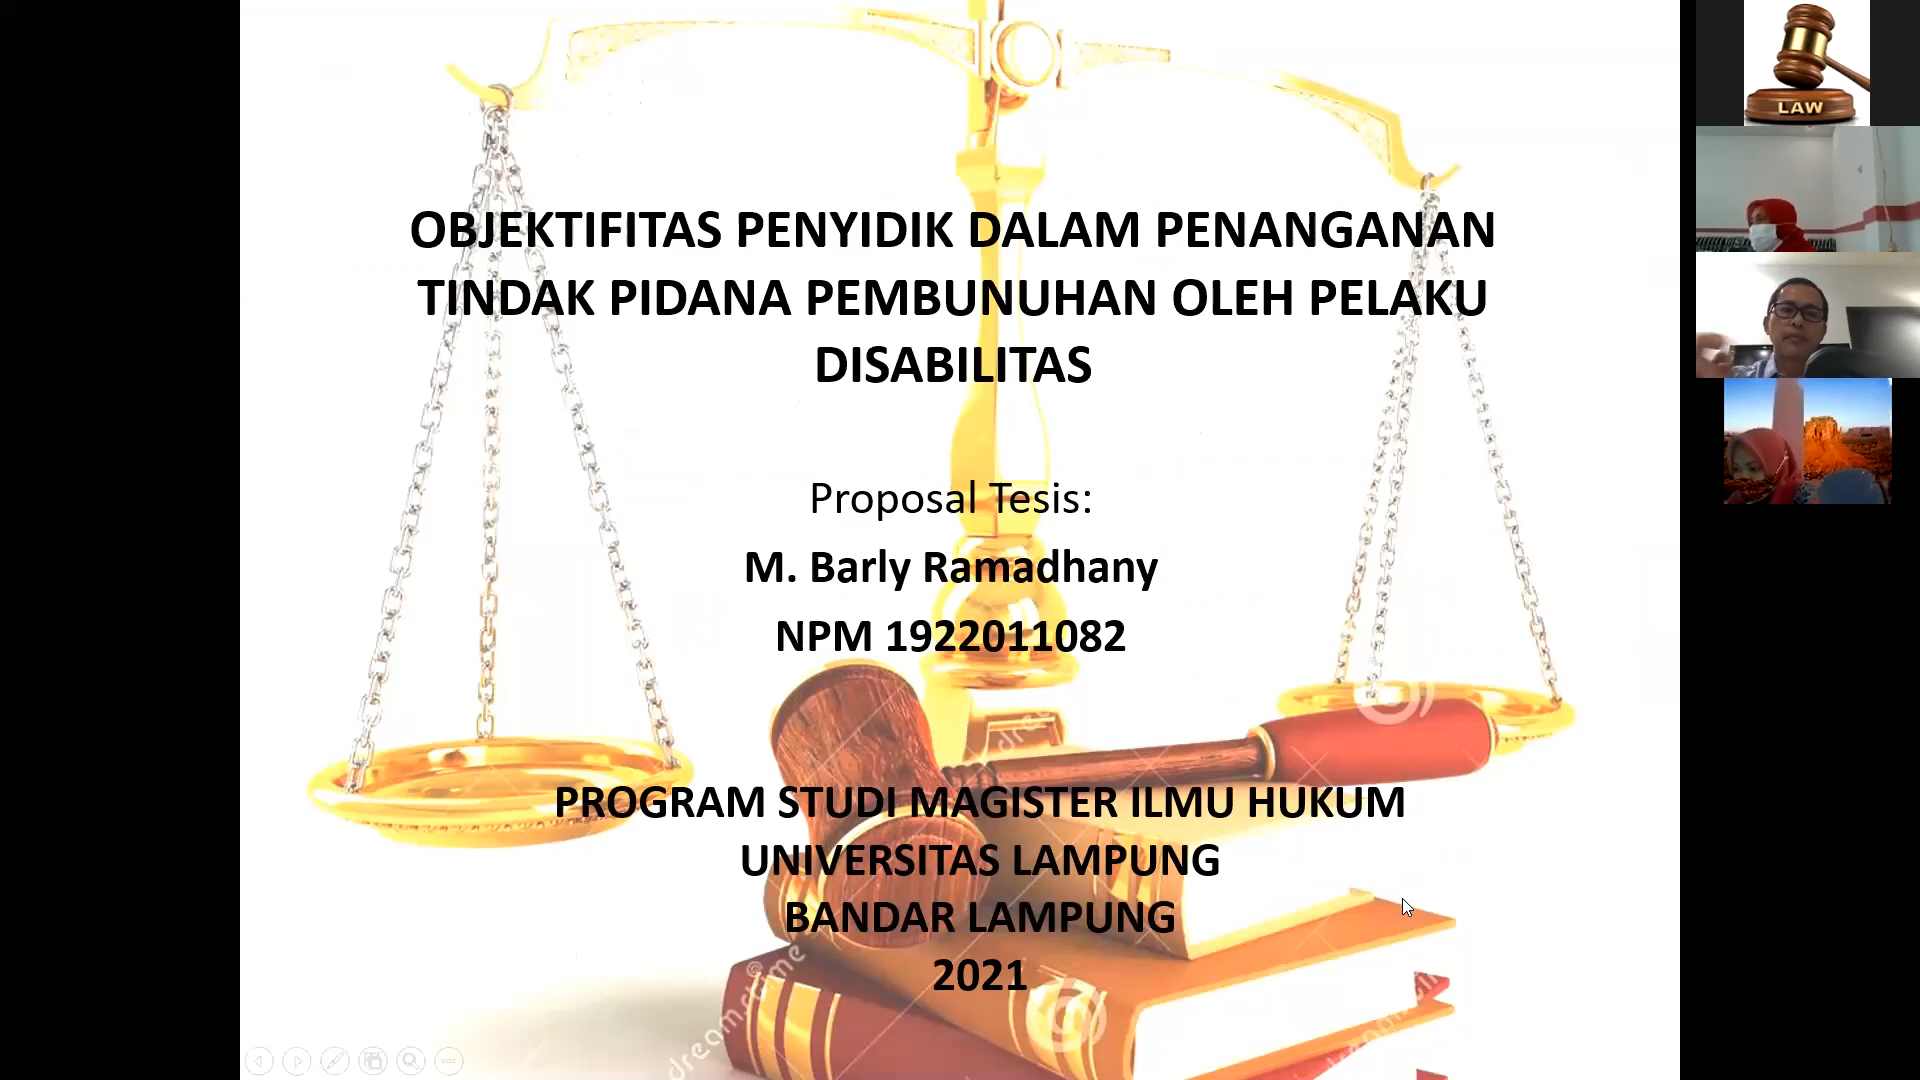 OBJEKTIFITAS PENYIDIK DALAM PENANGANAN
TINDAK PIDANA PEMBUNUHAN OLEH PELAKU
DISABILITAS
Proposal Tesis:
M. Barly Ramadhany
NPM 1922011082
PROGRAM STUDI MAGISTER ILMU HUKUM
UNIVERSITAS LAMPUNG
BANDAR LAMPUNG
2021
LAW